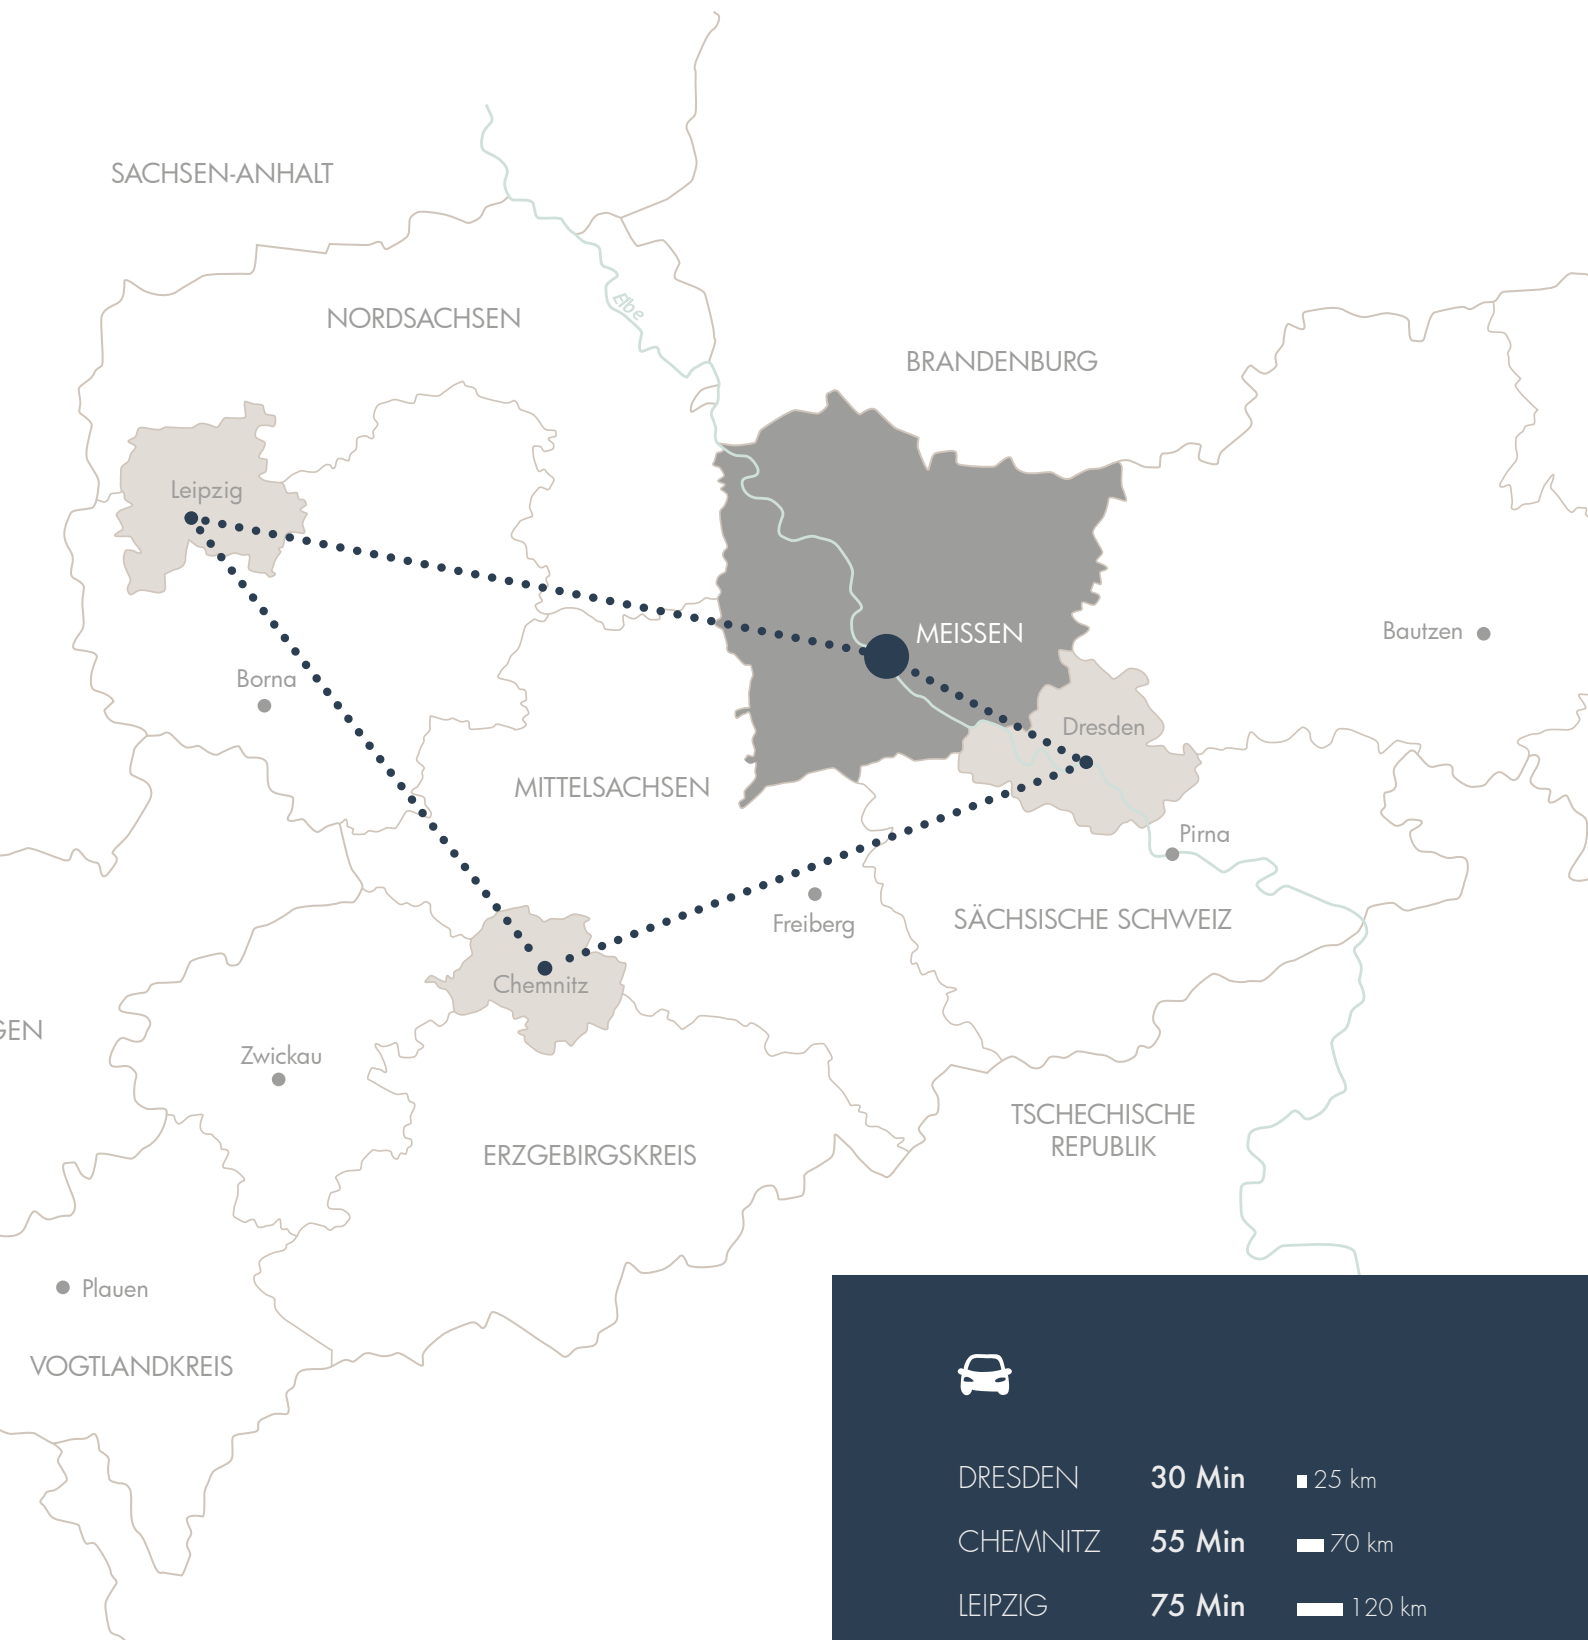 SACHSEN-ANHALT
NORDSACHSEN
Elbe
BRANDENBURG
Leipzig
MEISSEN
Bautzen
Borna
Dresden
MITTELSACHSEN
Pirna
Freiberg
SÄCHSISCHE SCHWEIZ
Chemnitz
GEN
Zwickau
TSCHECHISCHE
REPUBLIK
ERZGEBIRGSKREIS
Plauen
VOGTLANDKREIS
DRESDEN 30 Min 25 km
CHEMNITZ 55 Min 70 km
LEIPZIG 75 Min 120 km